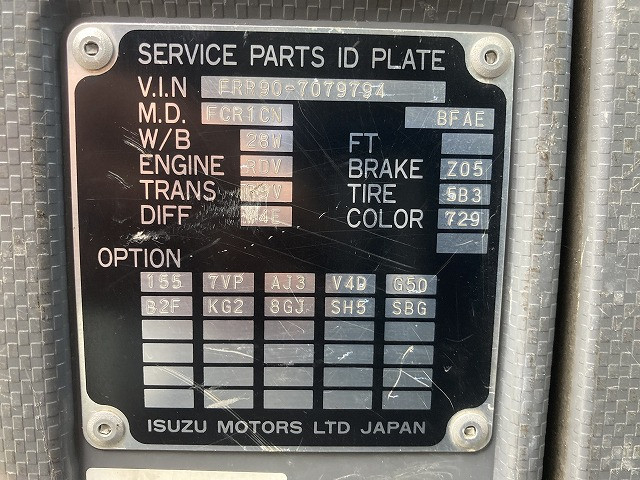 SERVICE PARTS ID PLATE
V.I.N FRR90-7079794
M.D. FCR1CN BFAE
W/B 28W FT
ENGINE BRAKE Z05
TRANS TIRE 5B3
DIFF COLOR 729
OPTION
155 7VP AJ3 V4D G50
B2F KG2 8GJ SH5 SBG
ISUZU MOTORS LTD JAPAN